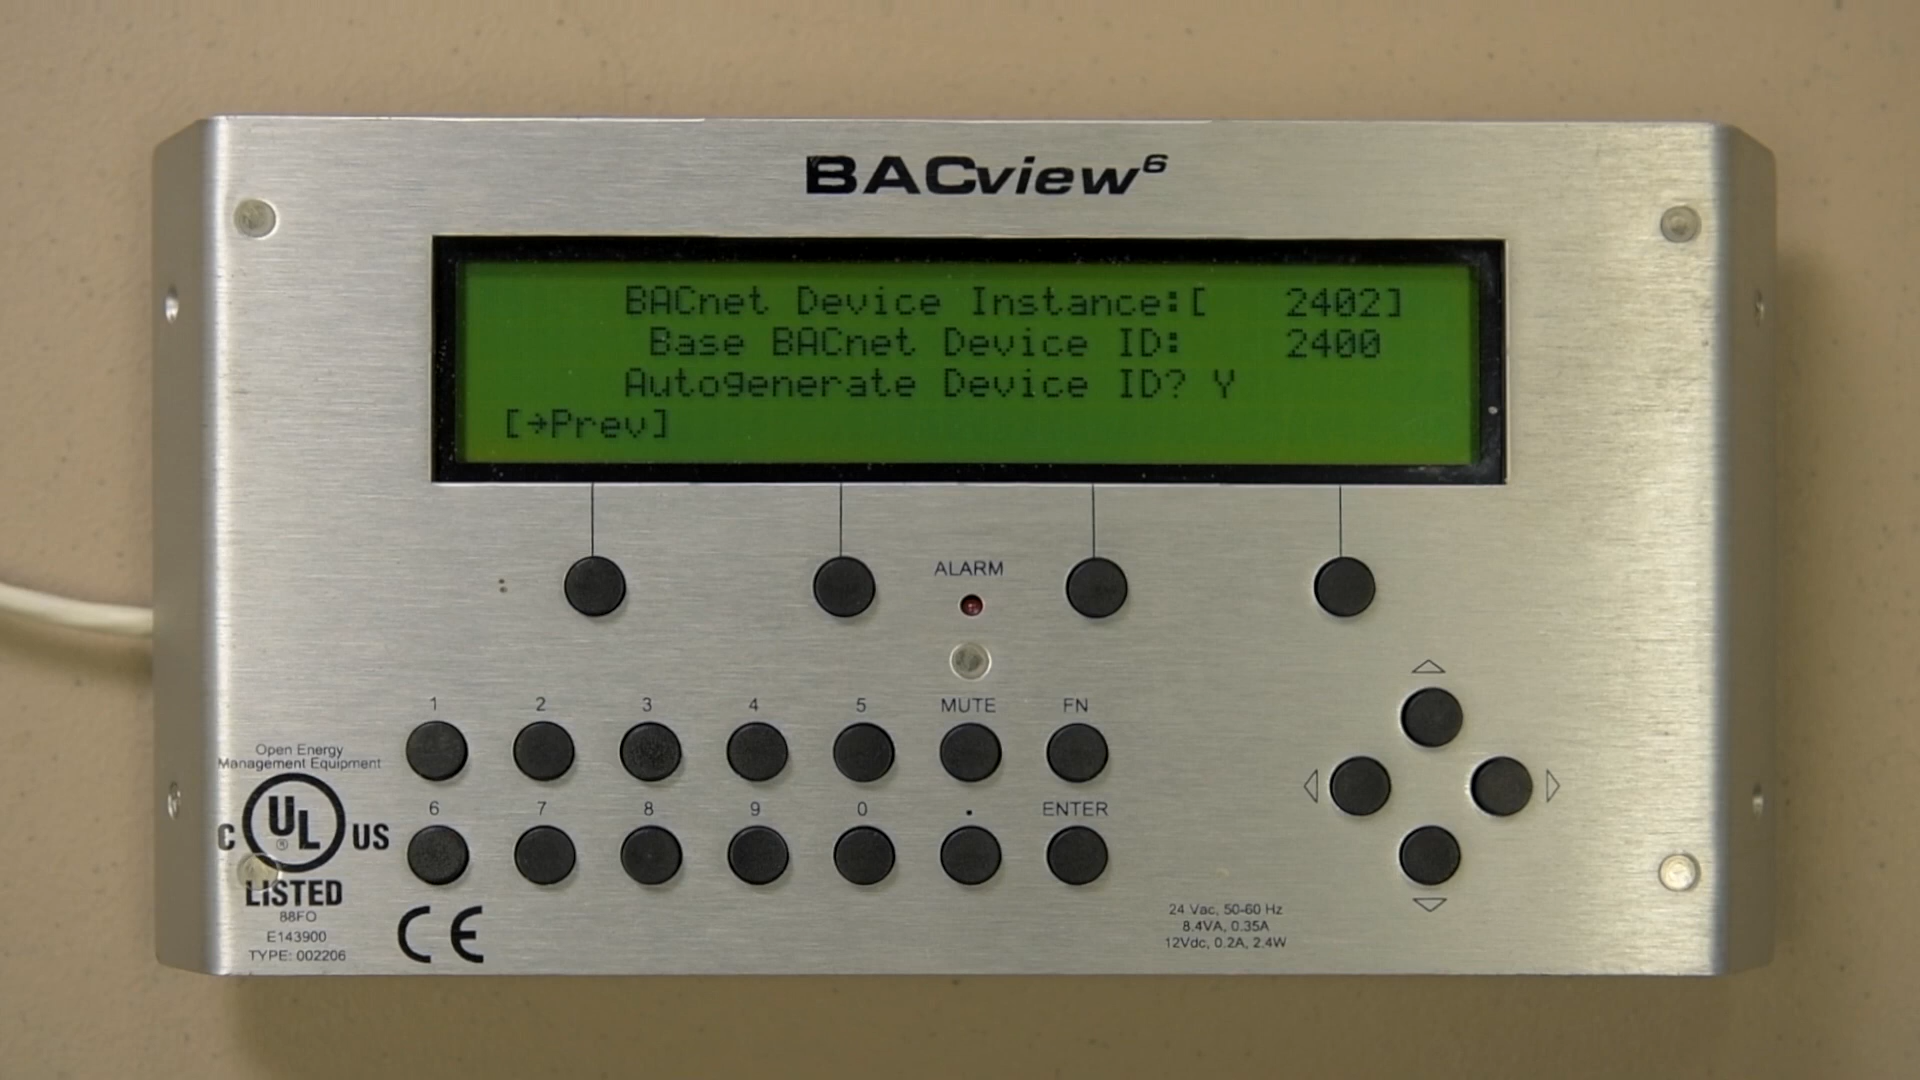 BACview⁶
BACnet Device Instance:[   2402]
Base BACnet Device ID:    2400
Autogenerate Device ID? Y
[→Prev]
ALARM
1 2 3 4 5 MUTE FN
6 7 8 9 0 . ENTER
Open Energy
Management Equipment
C UL® US
LISTED
88FO
E143900
TYPE: 002206
CE
24 Vac, 50-60 Hz
8.4VA, 0.35A
12Vdc, 0.2A, 2.4W